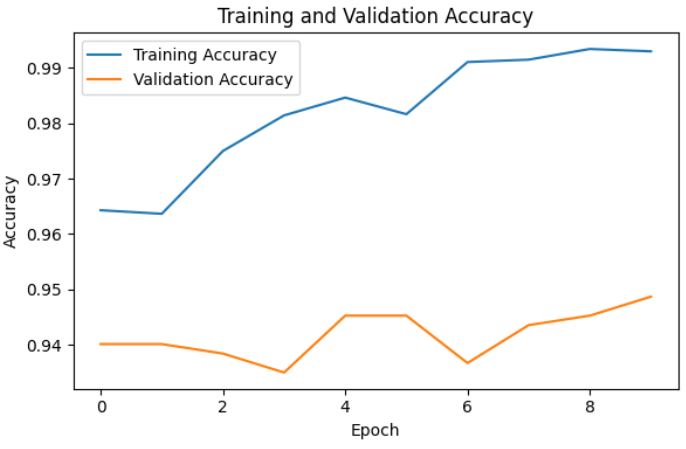 Training and Validation Accuracy
Training Accuracy
Validation Accuracy
0.99
0.98
0.97
0.96
0.95
0.94
Accuracy
0 2 4 6 8
Epoch